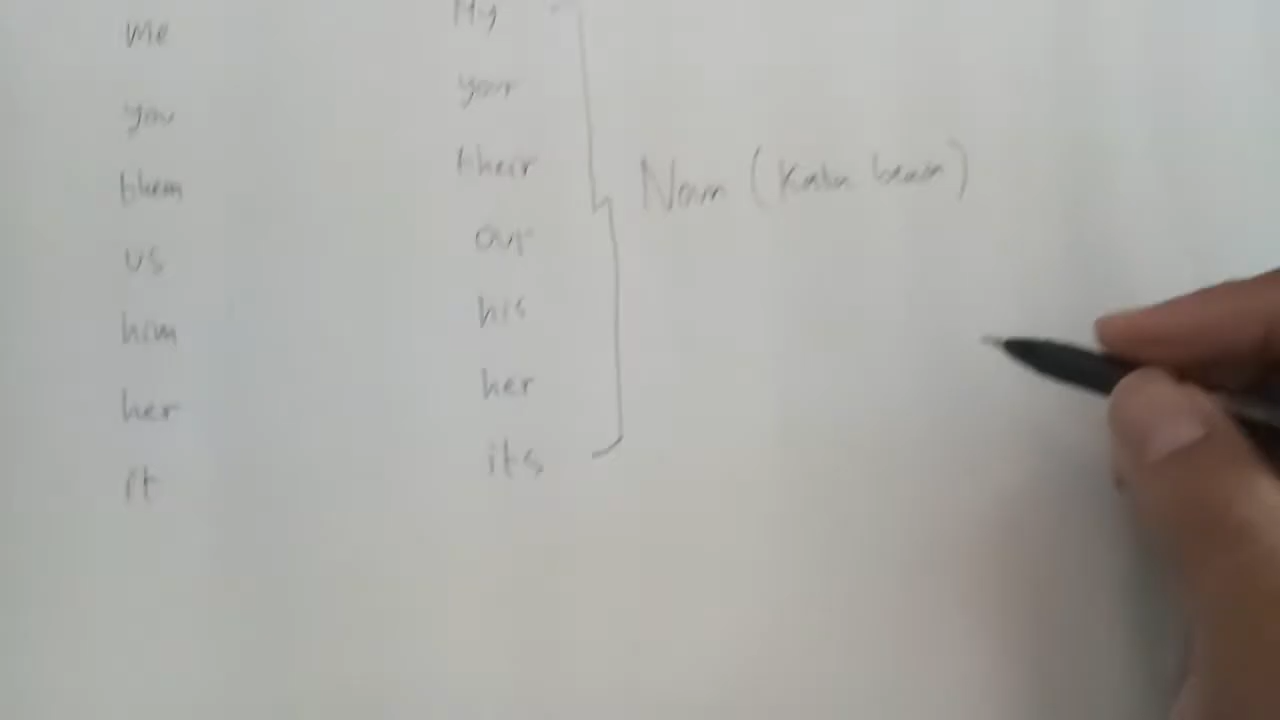 me My
you your
them their Noun (Kata benda)
us our
him his
her her
it its